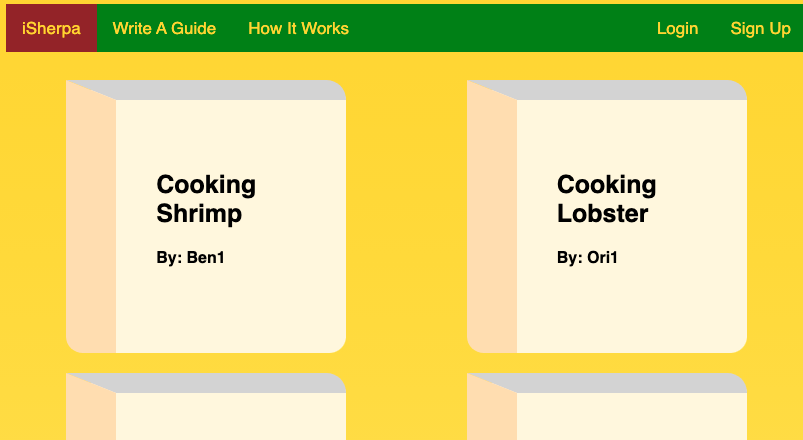 iSherpa Write A Guide How It Works Login Sign Up
Cooking
Shrimp
By: Ben1
Cooking
Lobster
By: Ori1